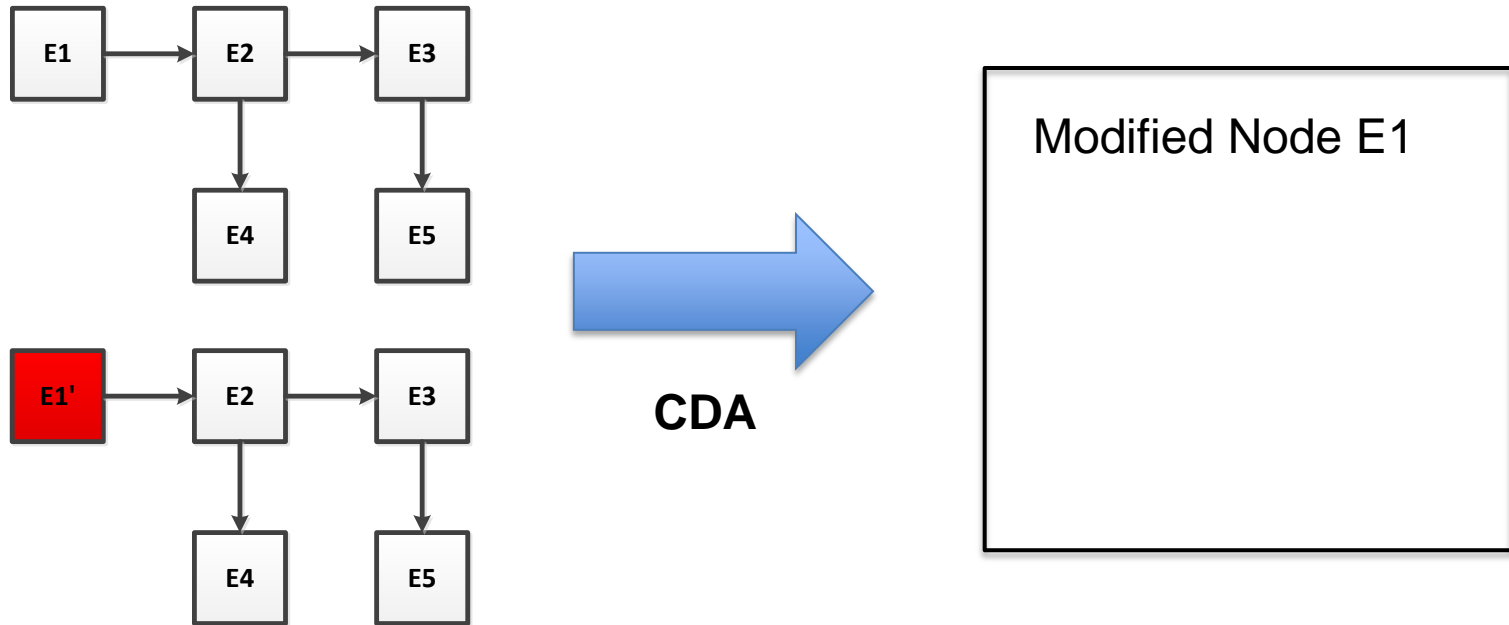 E1 E2 E3
E4 E5
E1' E2 E3
E4 E5
CDA
Modified Node E1